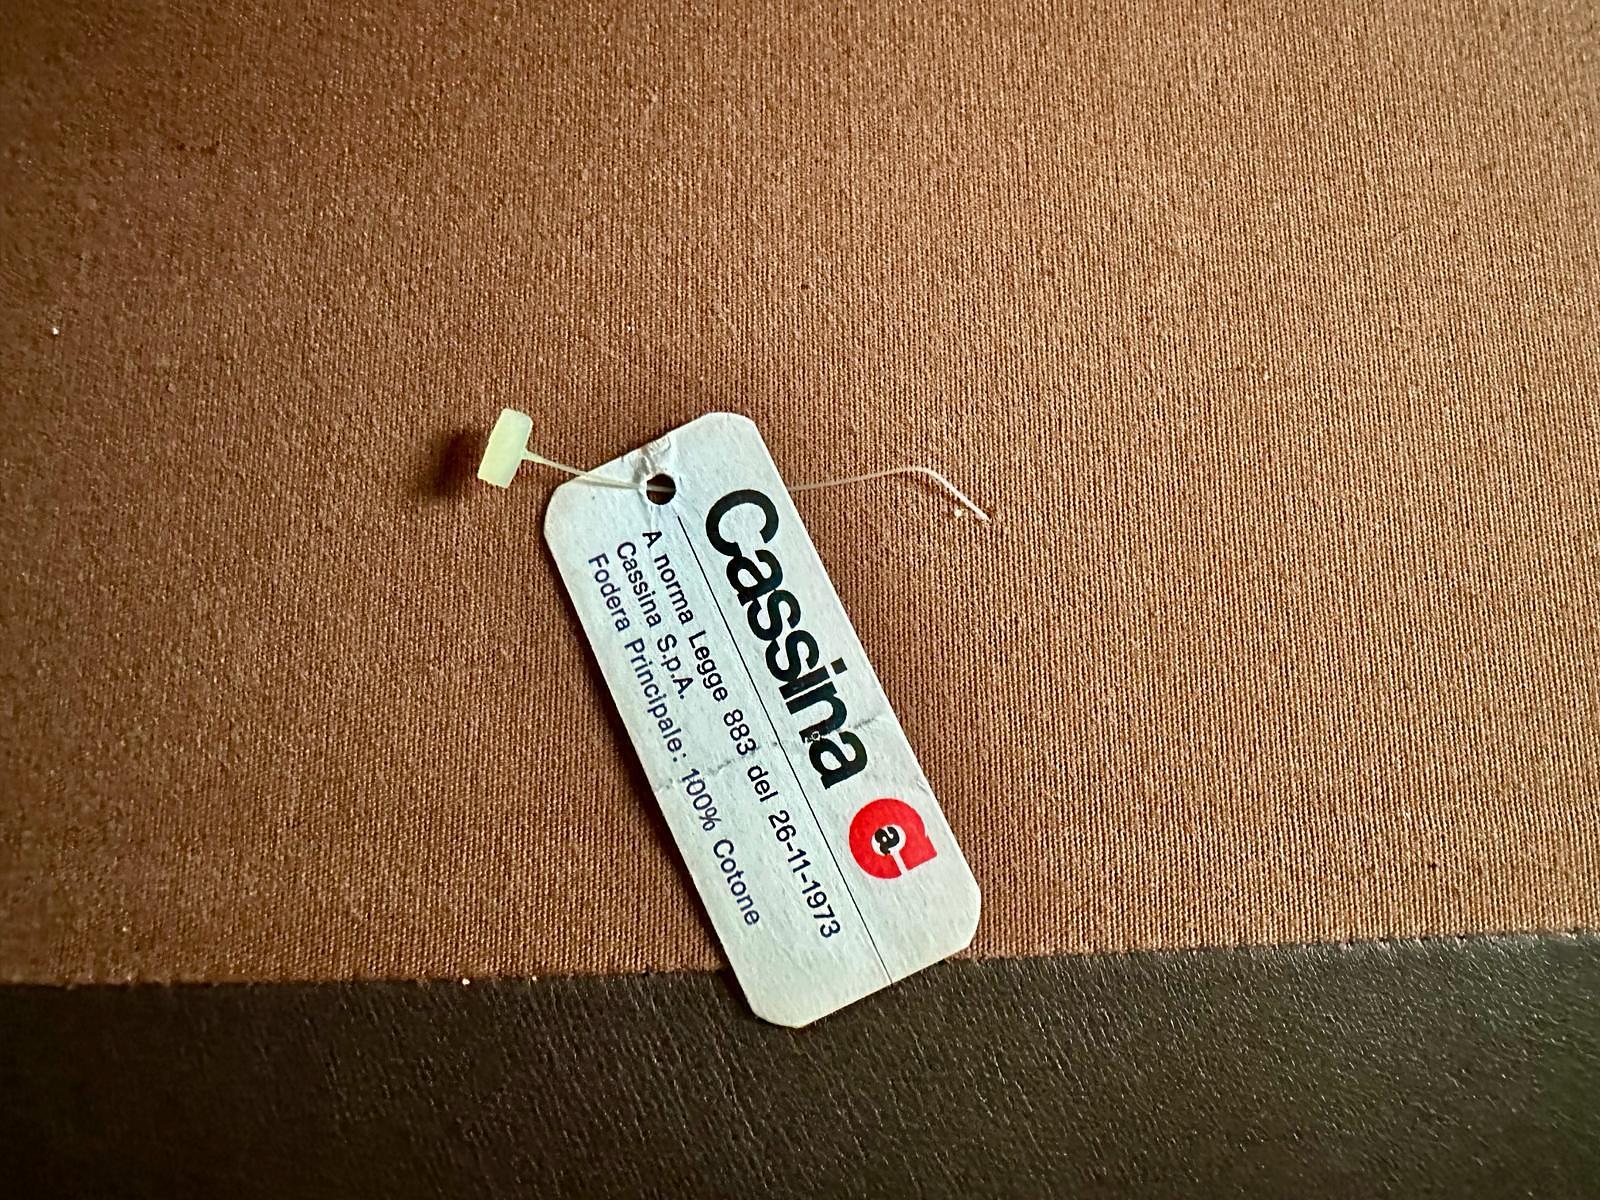 Cassina
a
A norma Legge 883 del 26-11-1973
Cassina S.p.A.
Fodera Principale: 100% Cotone